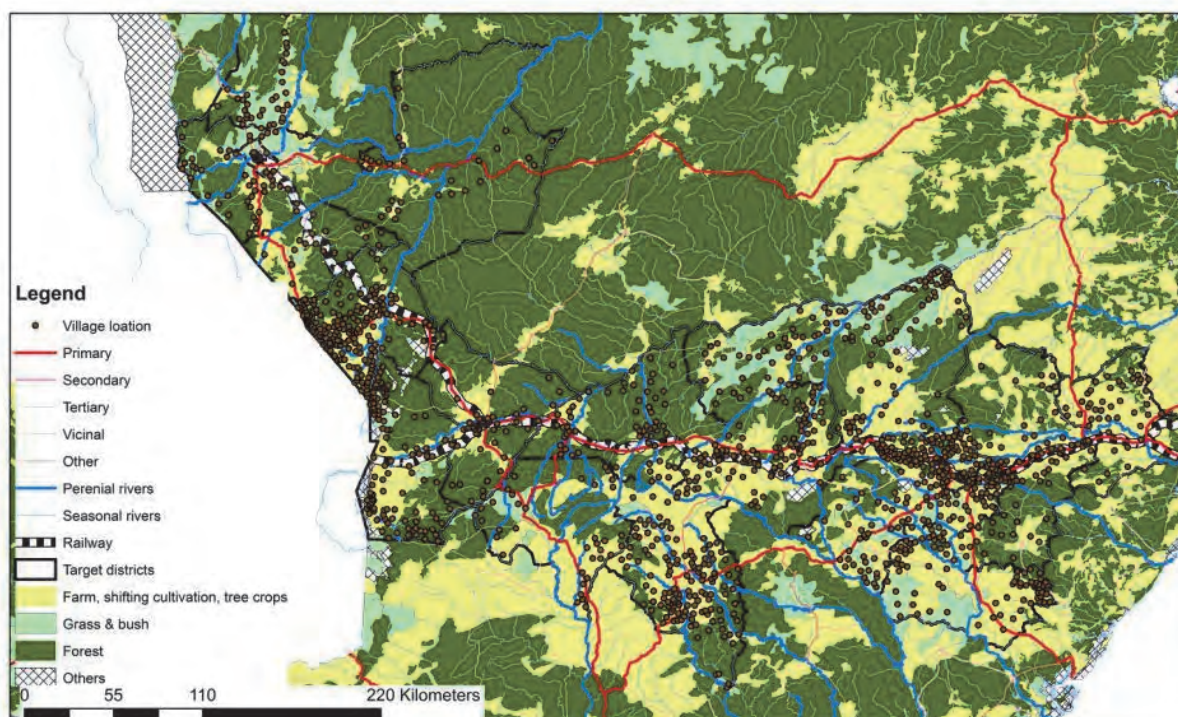 Legend
Village loation
Primary
Secondary
Tertiary
Vicinal
Other
Perenial rivers
Seasonal rivers
Railway
Target districts
Farm, shifting cultivation, tree crops
Grass & bush
Forest
Others
0 55 110 220 Kilometers